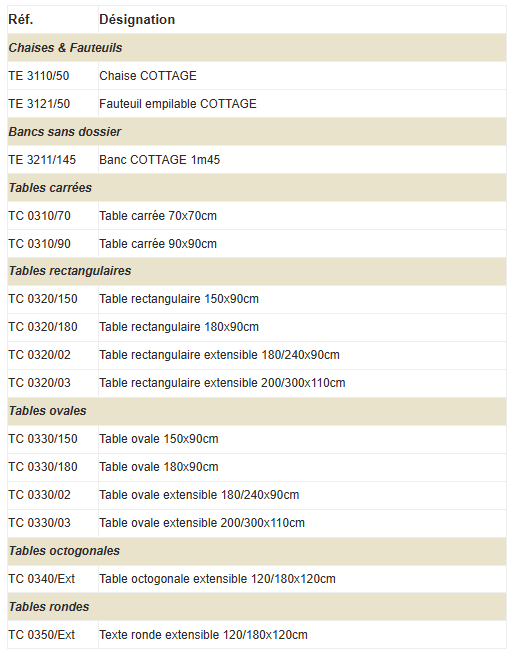 Réf. Désignation
Chaises & Fauteuils
TE 3110/50 Chaise COTTAGE
TE 3121/50 Fauteuil empilable COTTAGE
Bancs sans dossier
TE 3211/145 Banc COTTAGE 1m45
Tables carrées
TC 0310/70 Table carrée 70x70cm
TC 0310/90 Table carrée 90x90cm
Tables rectangulaires
TC 0320/150 Table rectangulaire 150x90cm
TC 0320/180 Table rectangulaire 180x90cm
TC 0320/02 Table rectangulaire extensible 180/240x90cm
TC 0320/03 Table rectangulaire extensible 200/300x110cm
Tables ovales
TC 0330/150 Table ovale 150x90cm
TC 0330/180 Table ovale 180x90cm
TC 0330/02 Table ovale extensible 180/240x90cm
TC 0330/03 Table ovale extensible 200/300x110cm
Tables octogonales
TC 0340/Ext Table octogonale extensible 120/180x120cm
Tables rondes
TC 0350/Ext Texte ronde extensible 120/180x120cm